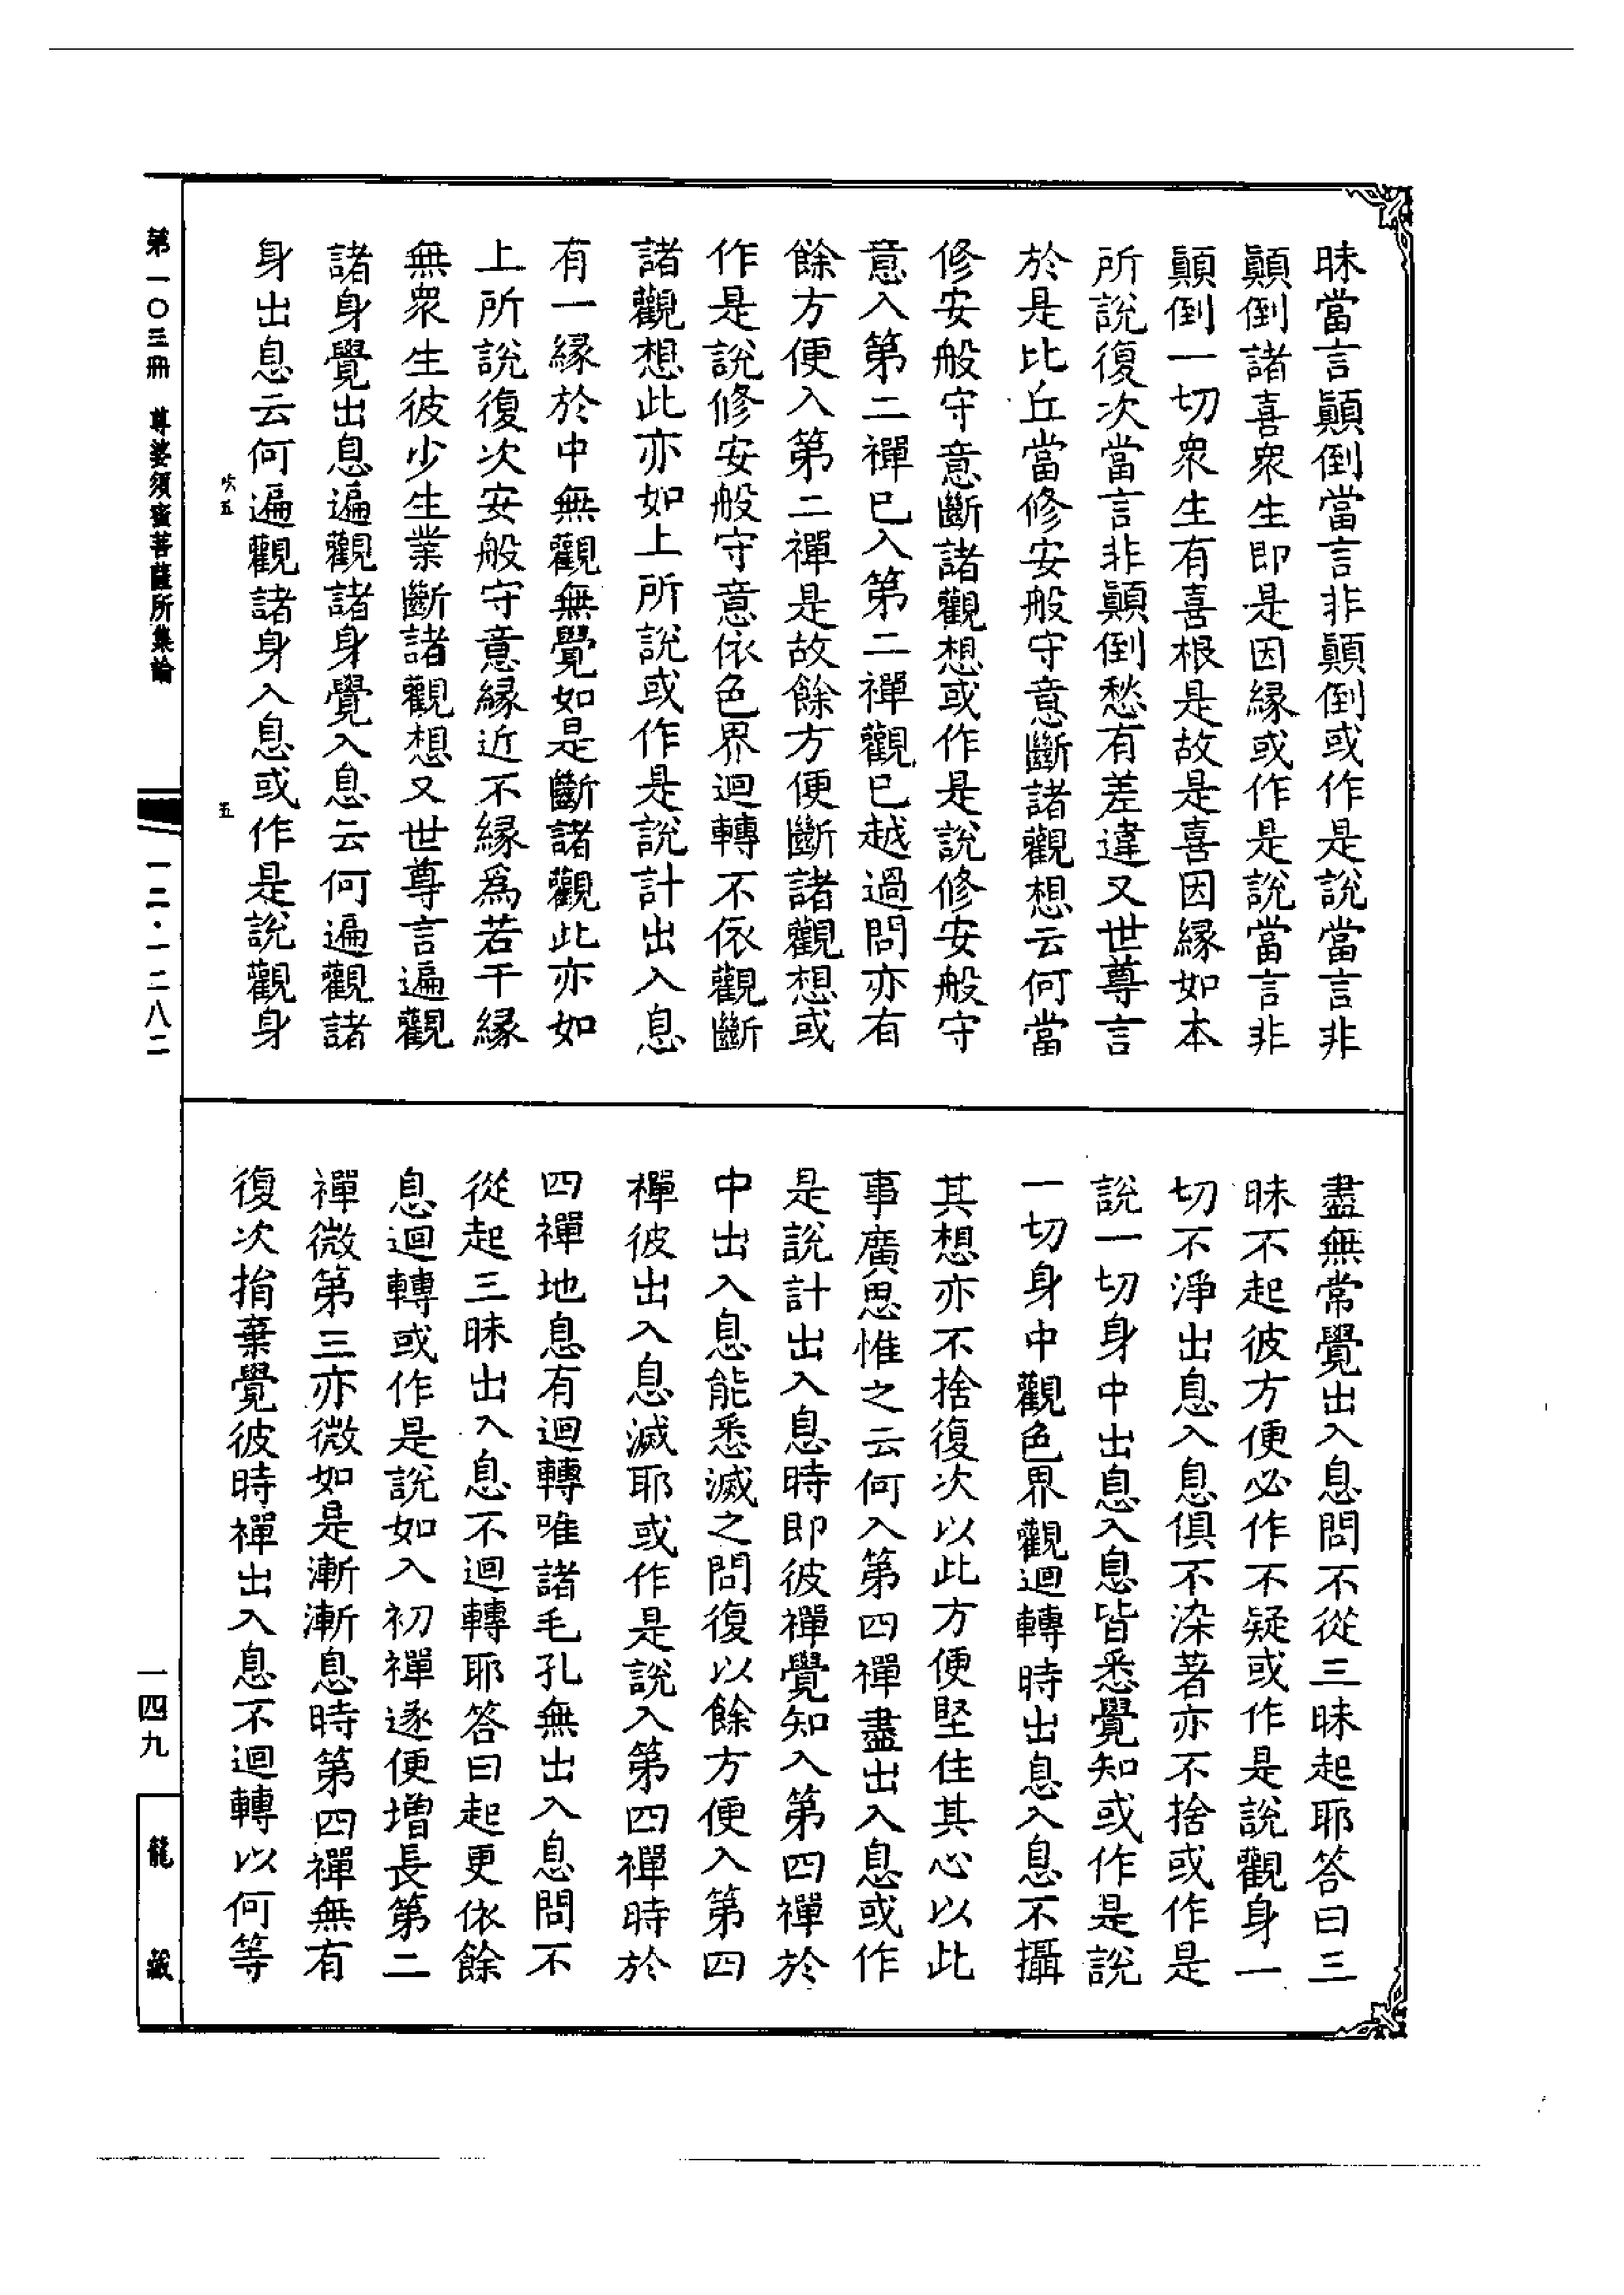 昧當言顛倒當言非顛倒或作是說當言非
顛倒諸喜衆生即是因縁或作是說當言非
顛倒一切衆生有喜根是故是喜因縁如本
所說復次當言非顛倒愁有差違又世尊言
於是比丘當修安般守意斷諸觀想云何當
修安般守意斷諸觀想或作是說修安般守
意入第二禪已入第二禪觀已越過問亦有
餘方便入第二禪是故餘方便斷諸觀想或
作是說修安般守意依色界迴轉不依觀斷
諸觀想此亦如上所說或作是說計出入息
有一縁於中無觀無覺如是斷諸觀此亦如
上所說復次安般守意縁近不縁爲若干縁
無衆生彼少生業斷諸觀想又世尊言遍觀
諸身覺出息遍觀諸身覺入息云何遍觀諸
身出息云何遍觀諸身入息或作是說觀身
盡無常覺出入息問不從三昧起耶答曰三
昧不起彼方便必作不疑或作是說觀身一
切不淨出息入息俱不染著亦不捨或作是
說一切身中出息入息皆悉覺知或作是說
一切身中觀色界觀迴轉時出息入息不攝
其想亦不捨復次以此方便堅住其心以此
事廣思惟之云何入第四禪盡出入息或作
是說計出入息時即彼禪覺知入第四禪於
中出入息能悉滅之問復以餘方便入第四
禪彼出入息滅耶或作是說入第四禪時於
四禪地息有迴轉唯諸毛孔無出入息問不
從起三昧出入息不迴轉耶答曰起更依餘
息迴轉或作是說如入初禪遂便增長第二
禪微第三亦微如是漸漸息時第四禪無有
復次捐棄覺彼時禪出入息不迴轉以何等
第一〇三冊 尊婆須蜜菩薩所集論
五
一二·一二八二
一四九
龍藏